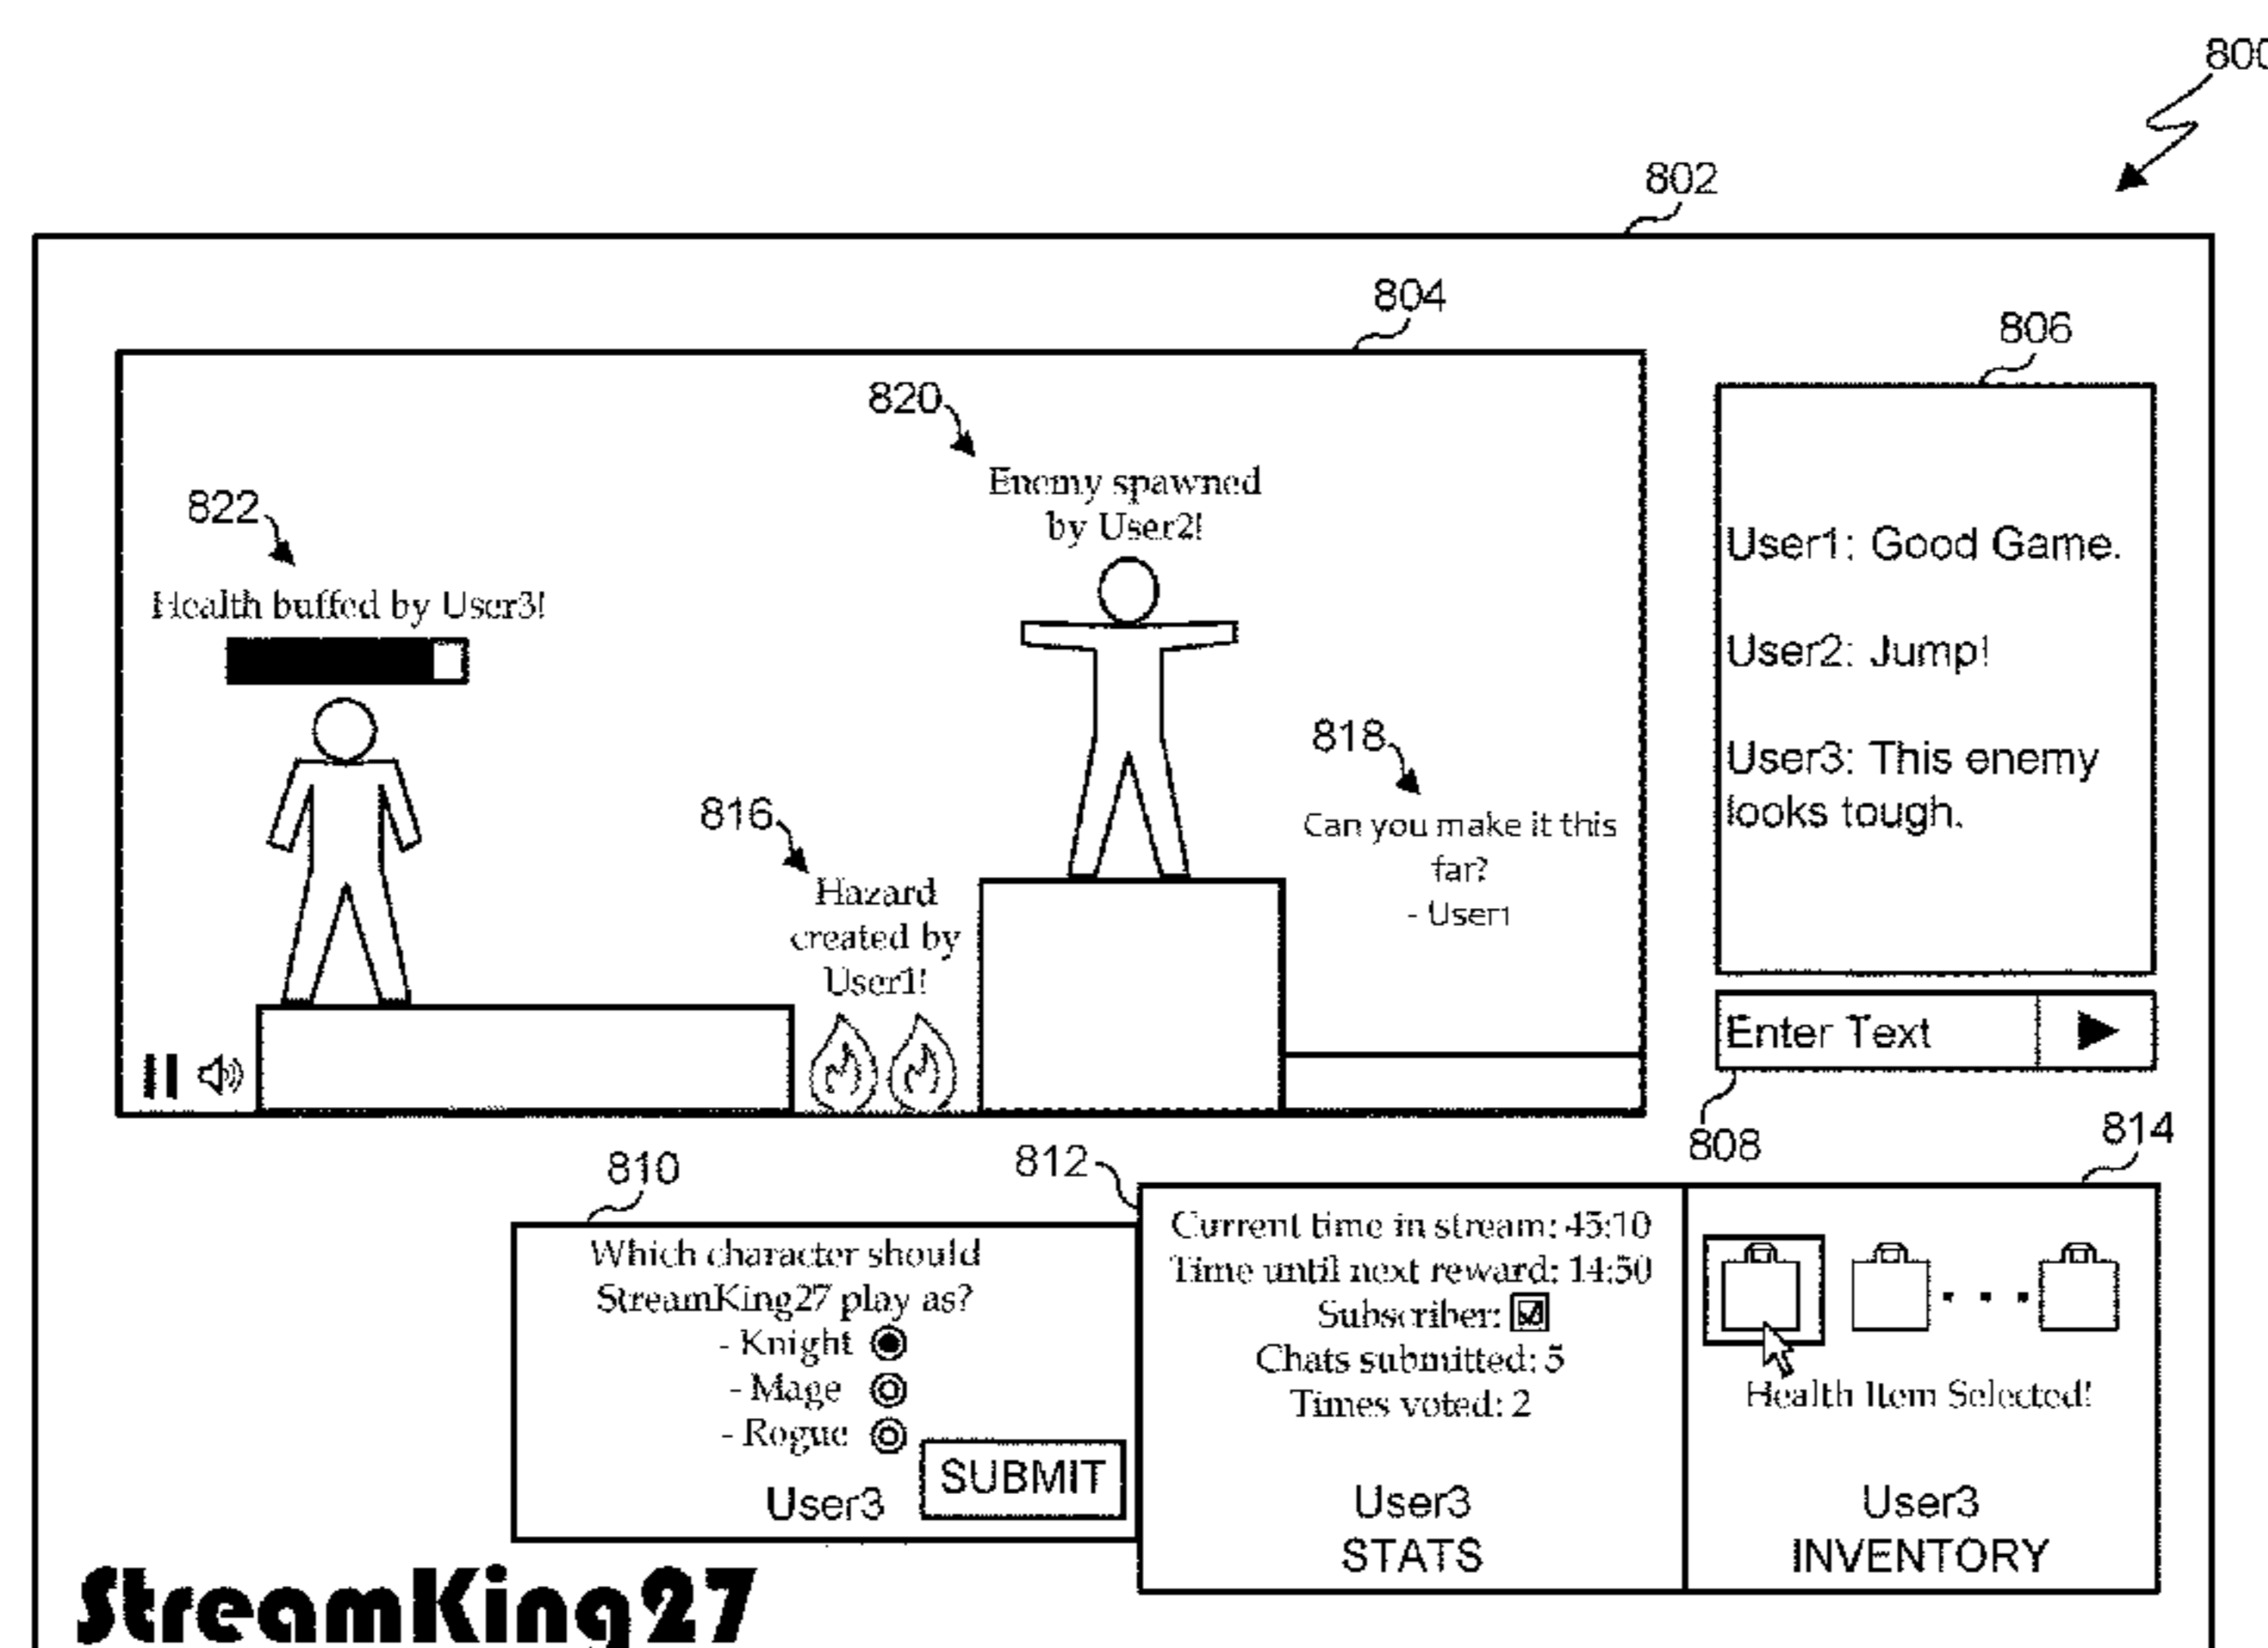 800
802
804
806
820
Enemy spawned
by User2!
822
Health buffed by User3!
User1: Good Game.
User2: Jump!
User3: This enemy
looks tough.
818
Can you make it this
far?
- User1
816
Hazard
created by
User1!
Enter Text
808
810
812
814
Which character should
StreamKing27 play as?
- Knight
- Mage
- Rogue
User3
SUBMIT
Current time in stream: 45:10
Time until next reward: 14:50
Subscriber:
Chats submitted: 5
Times voted: 2
User3
STATS
Health Item Selected!
User3
INVENTORY
StreamKing27